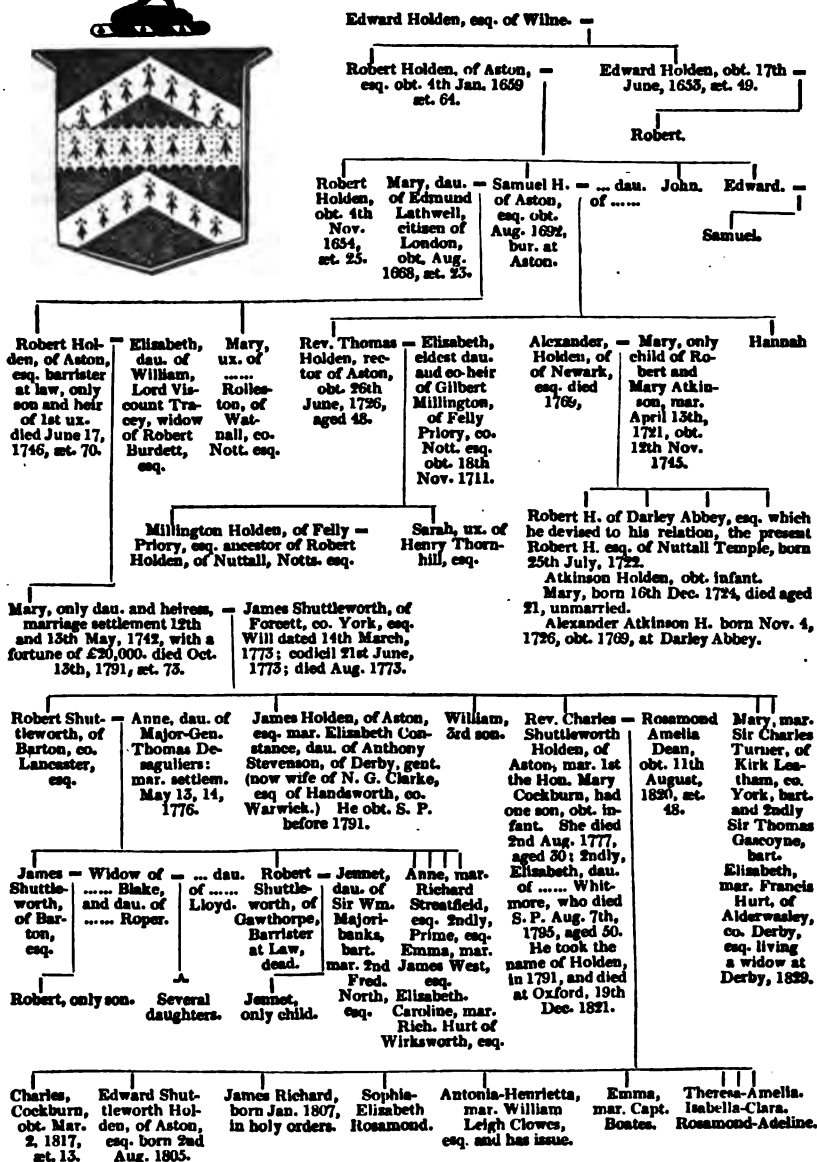 Edward Holden, esq. of Wilne. =
Robert Holden, of Aston, =
esq. obt. 4th Jan. 1659
æt. 64.
Edward Holden, obt. 17th =
June, 1653, æt. 49.
Robert.
Robert
Holden,
obt. 4th
Nov.
1654,
æt. 25.
Mary, dau. =
of Edmund
Lathwell,
citizen of
London,
obt. Aug.
1668, æt. 23.
Samuel H. =
of Aston,
esq. obt.
Aug. 1692,
bur. at
Aston.
... dau.
of ......
John.
Edward. =
Samuel.
Robert Hol- =
den, of Aston,
esq. barrister
at law, only
son and heir
of 1st ux.
died June 17,
1746, æt. 70.
Elizabeth,
dau. of
William,
Lord Vis-
count Tra-
cey, widow
of Robert
Burdett,
esq.
Mary,
ux. of
......
Rolles-
ton, of
Wat-
nall, co.
Nott. esq.
Rev. Thomas =
Holden, rec-
tor of Aston,
obt. 26th
June, 1726,
aged 48.
Elizabeth,
eldest dau.
and co-heir
of Gilbert
Millington,
of Felly
Priory, co.
Nott. esq.
obt. 18th
Nov. 1711.
Alexander, =
Holden, of
of Newark,
esq. died
1769,
Mary, only
child of Ro-
bert and
Mary Atkin-
son, mar.
April 13th,
1721, obt.
12th Nov.
1745.
Hannah
Millington Holden, of Felly =
Priory, esq. ancestor of Robert
Holden, of Nuttall, Notts. esq.
Sarah, ux. of
Henry Thorn-
hill, esq.
Robert H. of Darley Abbey, esq. which
he devised to his relation, the present
Robert H. esq. of Nuttall Temple, born
25th July, 1722.
Atkinson Holden, obt. infant.
Mary, born 16th Dec. 1724, died aged
21, unmarried.
Alexander Atkinson H. born Nov. 4,
1726, obt. 1769, at Darley Abbey.
Mary, only dau. and heiress, =
marriage settlement 12th
and 13th May, 1742, with a
fortune of £20,000. died Oct.
13th, 1791, æt. 73.
James Shuttleworth, of
Forcett, co. York, esq.
Will dated 14th March,
1773; codicil 21st June,
1773; died Aug. 1773.
Robert Shut- =
tleworth, of
Barton, co.
Lancaster,
esq.
Anne, dau. of
Major-Gen.
Thomas De-
saguliers:
mar. settlem.
May 13, 14,
1776.
James Holden, of Aston,
esq. mar. Elizabeth Con-
stance, dau. of Anthony
Stevenson, of Derby, gent.
(now wife of N. G. Clarke,
esq of Handsworth, co.
Warwick.) He obt. S. P.
before 1791.
William,
3rd son.
Rev. Charles =
Shuttleworth
Holden, of
Aston, mar. 1st
the Hon. Mary
Cockburn, had
one son, obt. in-
fant. She died
2nd Aug. 1777,
aged 30; 2ndly,
Elizabeth, dau.
of ...... Whit-
more, who died
S. P. Aug. 7th,
1795, aged 50.
He took the
name of Holden,
in 1791, and died
at Oxford, 19th
Dec. 1821.
Rosamond
Amelia
Dean,
obt. 11th
August,
1820, æt.
48.
Mary, mar.
Sir Charles
Turner, of
Kirk Lea-
tham, co.
York, bart.
and 2ndly
Sir Thomas
Gascoyne,
bart.
Elizabeth,
mar. Francis
Hurt, of
Alderwasley,
co. Derby,
esq. living
a widow at
Derby, 1829.
James =
Shuttle-
worth,
of Bar-
ton,
esq.
Widow of =
...... Blake,
and dau. of
...... Roper.
... dau.
of ......
Lloyd.
Robert =
Shuttle-
worth, of
Gawthorpe,
Barrister
at Law,
dead.
Jennet,
dau. of
Sir Wm.
Majori-
banks,
bart.
mar. 2nd
Fred.
North,
esq.
Anne, mar.
Richard
Streatfield,
esq. 2ndly,
Prime, esq.
Emma, mar.
James West,
esq.
Elizabeth.
Caroline, mar.
Rich. Hurt of
Wirksworth, esq.
Robert, only son.
Several
daughters.
Jennet,
only child.
Charles,
Cockburn,
obt. Mar.
2, 1817,
æt. 13.
Edward Shut-
tleworth Hol-
den, of Aston,
esq. born 2nd
Aug. 1805.
James Richard,
born Jan. 1807,
in holy orders.
Sophia-
Elizabeth
Rosamond.
Antonia-Henrietta,
mar. William
Leigh Clowes,
esq. and has issue.
Emma,
mar. Capt.
Boates.
Theresa-Amelia.
Isabella-Clara.
Rosamond-Adeline.